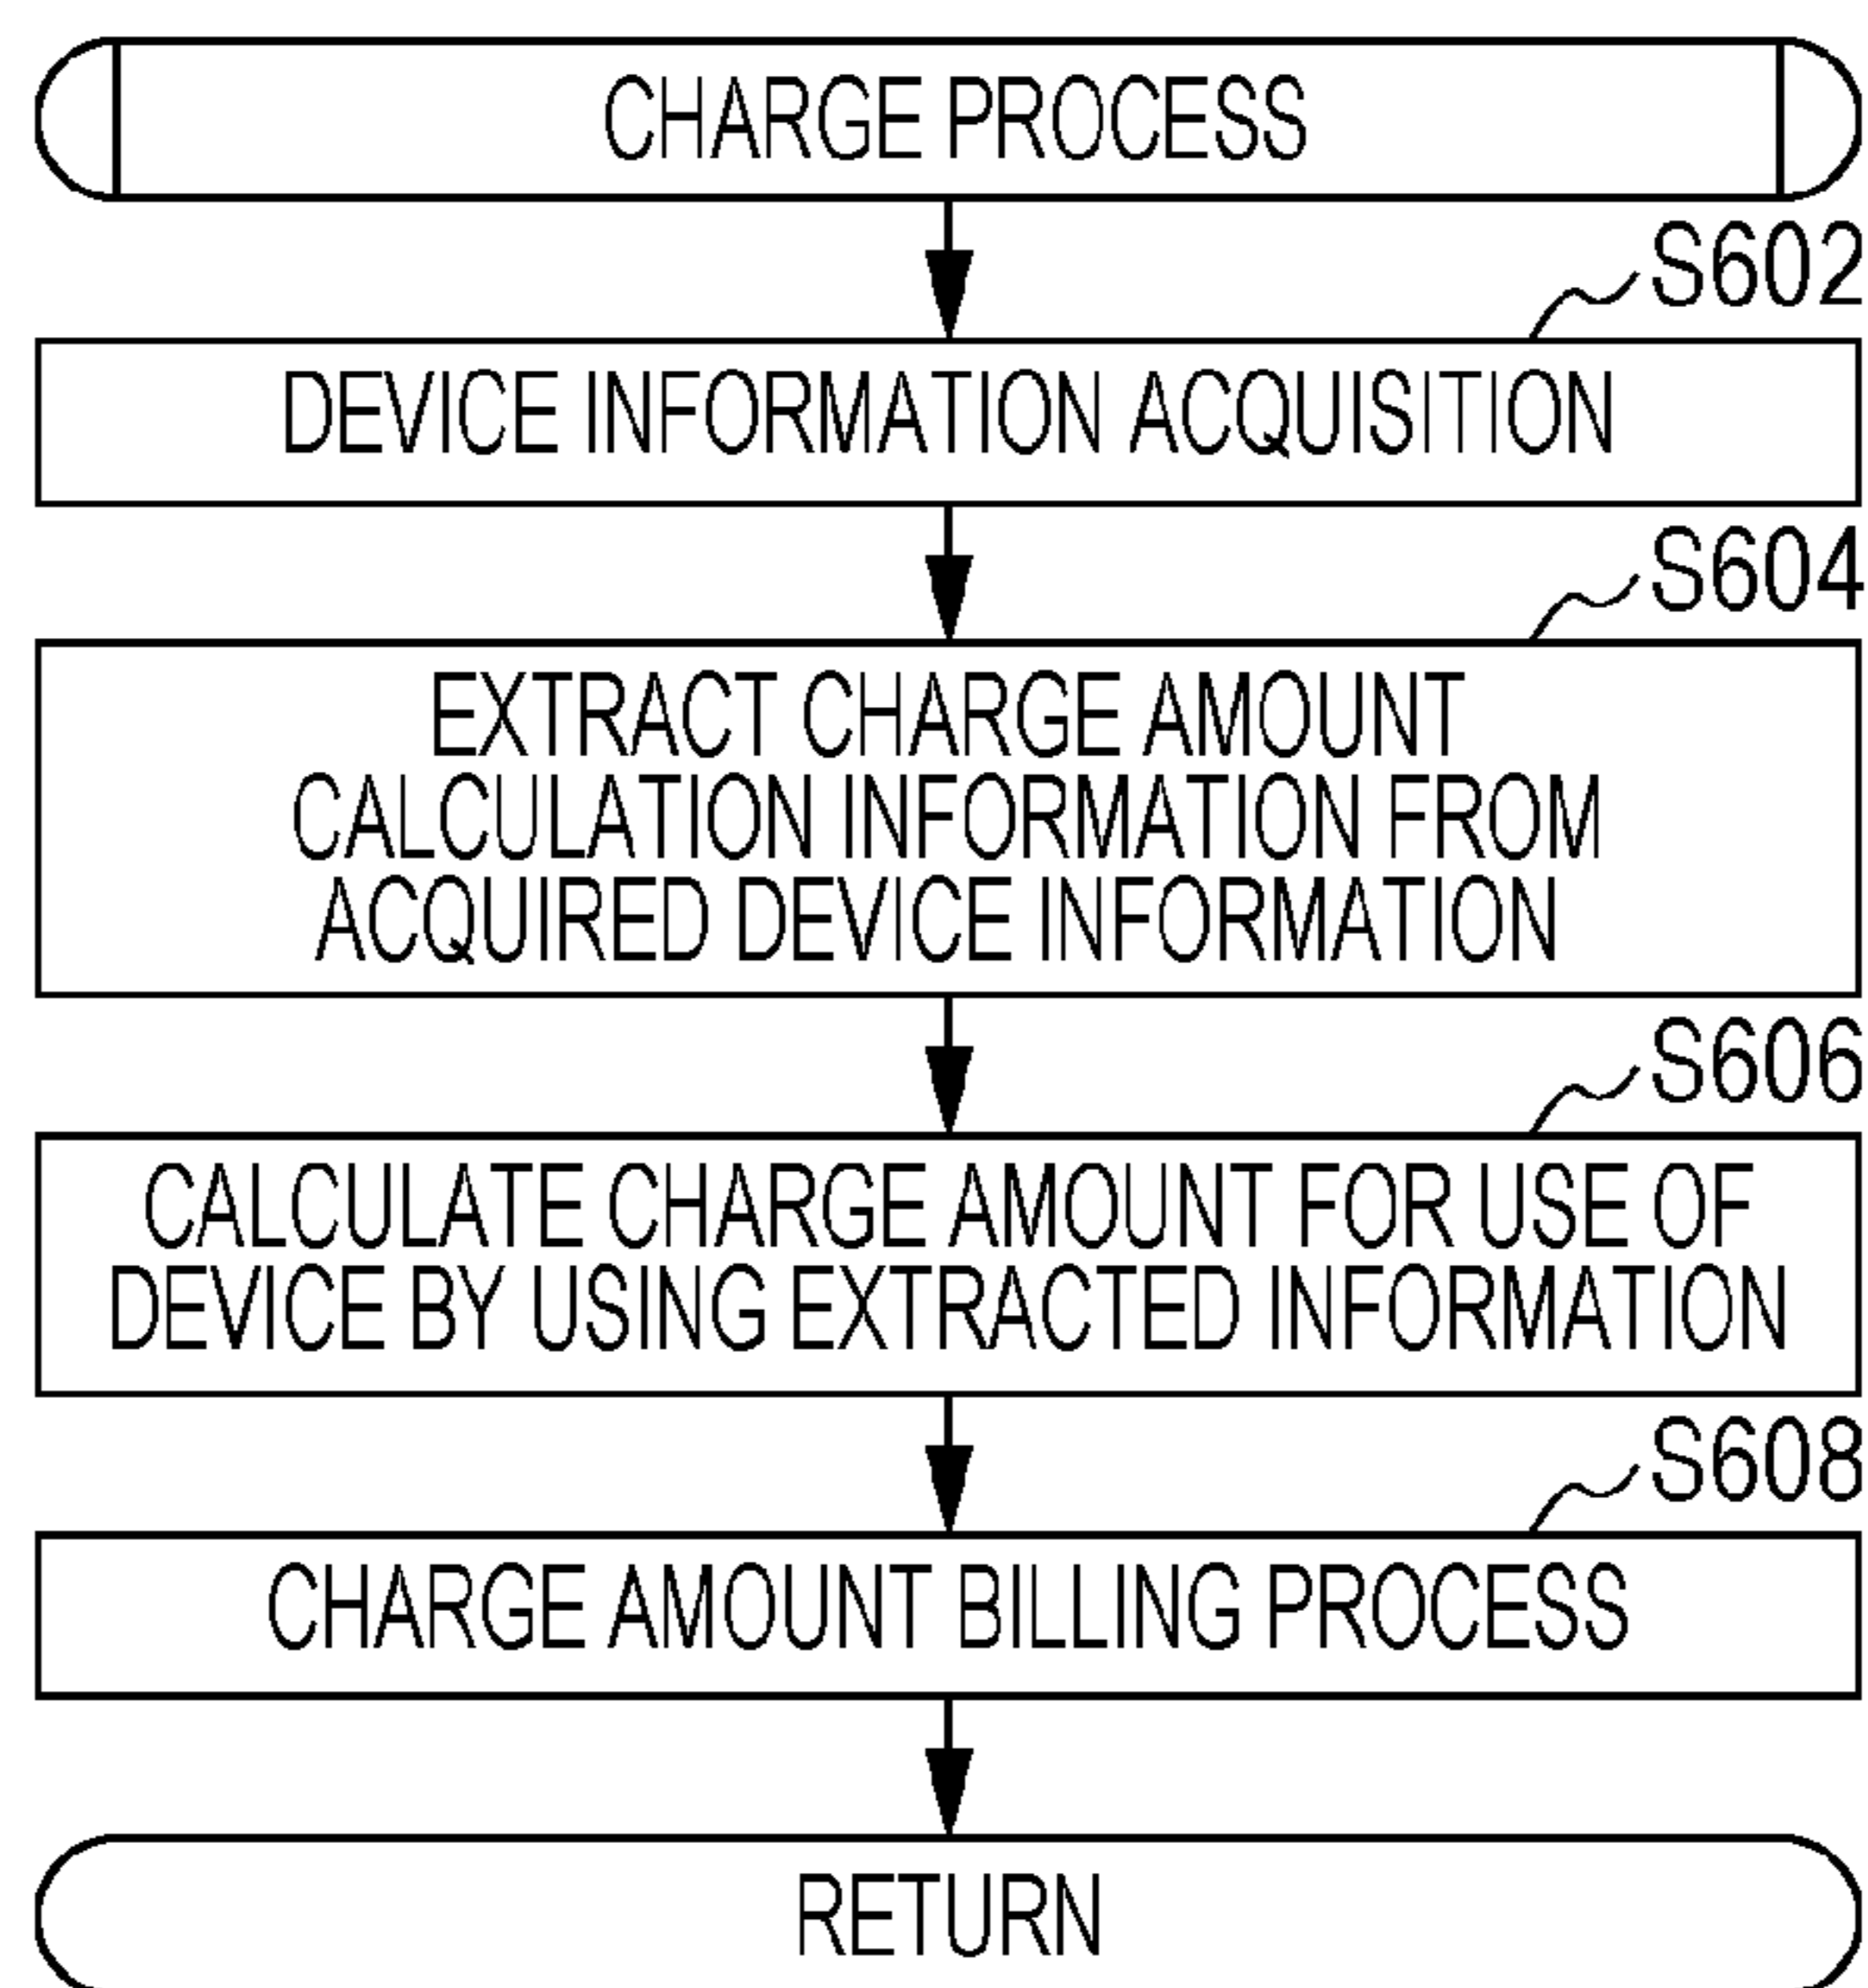 CHARGE PROCESS
S602
DEVICE INFORMATION ACQUISITION
S604
EXTRACT CHARGE AMOUNT
CALCULATION INFORMATION FROM
ACQUIRED DEVICE INFORMATION
S606
CALCULATE CHARGE AMOUNT FOR USE OF
DEVICE BY USING EXTRACTED INFORMATION
S608
CHARGE AMOUNT BILLING PROCESS
RETURN